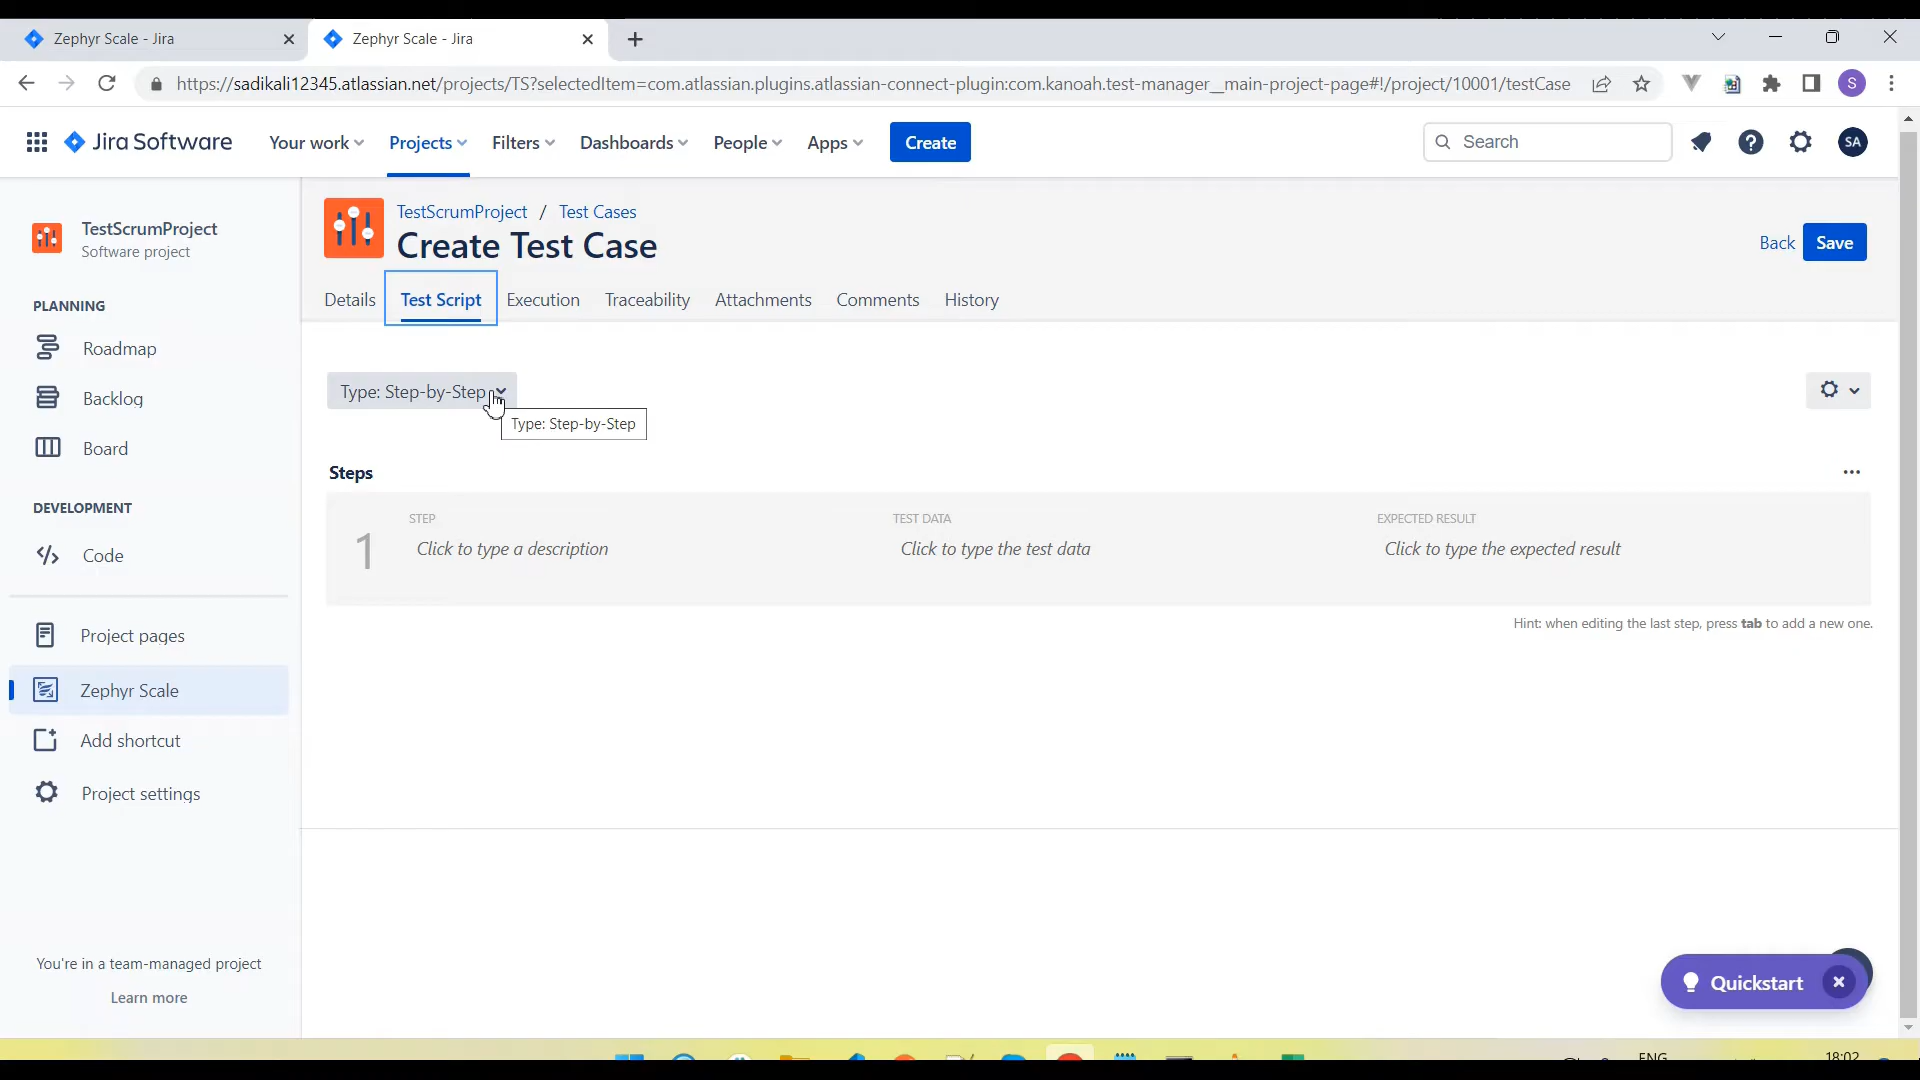 Zephyr Scale - Jira
Zephyr Scale - Jira
https://sadikali12345.atlassian.net/projects/TS?selectedItem=com.atlassian.plugins.atlassian-connect-plugin:com.kanoah.test-manager__main-project-page#!/project/10001/testCase
S
Jira Software
Your work
Projects
Filters
Dashboards
People
Apps
Create
Search
SA
TestScrumProject
Software project
PLANNING
Roadmap
Backlog
Board
DEVELOPMENT
Code
Project pages
Zephyr Scale
Add shortcut
Project settings
You're in a team-managed project
Learn more
TestScrumProject / Test Cases
Create Test Case
Back
Save
Details
Test Script
Execution
Traceability
Attachments
Comments
History
Type: Step-by-Step
Type: Step-by-Step
Steps
1
STEP
Click to type a description
TEST DATA
Click to type the test data
EXPECTED RESULT
Click to type the expected result
Hint: when editing the last step, press tab to add a new one.
Quickstart
ENG
18:02